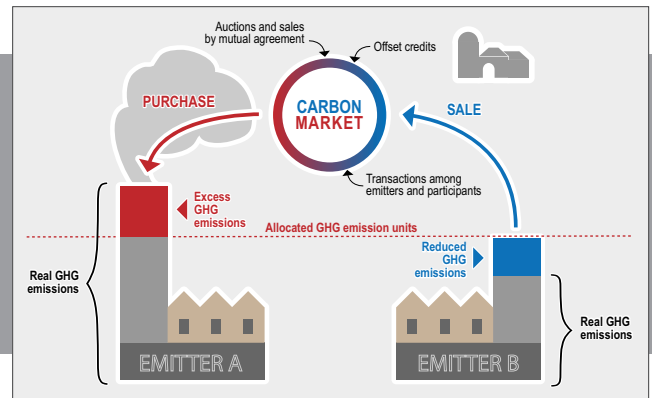 Auctions and sales
by mutual agreement
Offset credits
PURCHASE
CARBON
MARKET
SALE
Transactions among
emitters and participants
Excess
GHG
emissions
Allocated GHG emission units
Reduced
GHG
emissions
Real GHG
emissions
Real GHG
emissions
EMITTER A
EMITTER B